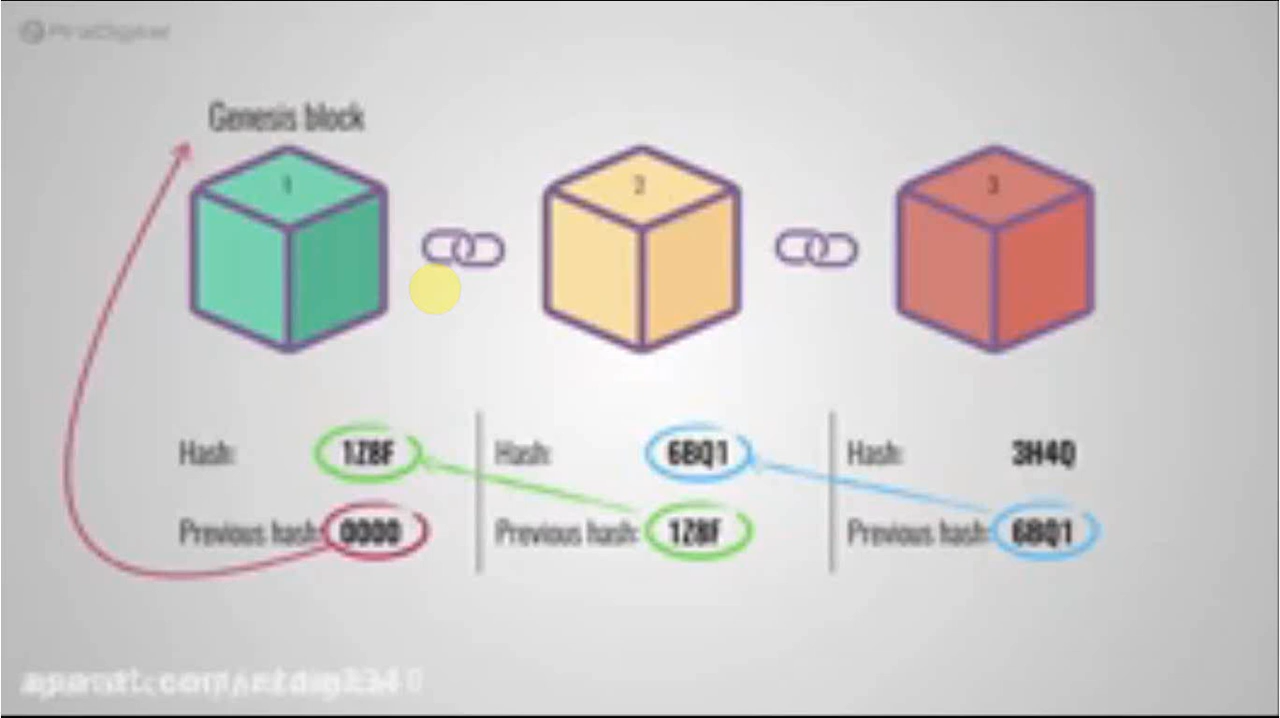 Genesis block
1
2
3
Hash: 1Z8F
Previous hash: 0000
Hash: 6BQ1
Previous hash: 1Z8F
Hash: 3H4Q
Previous hash: 6BQ1